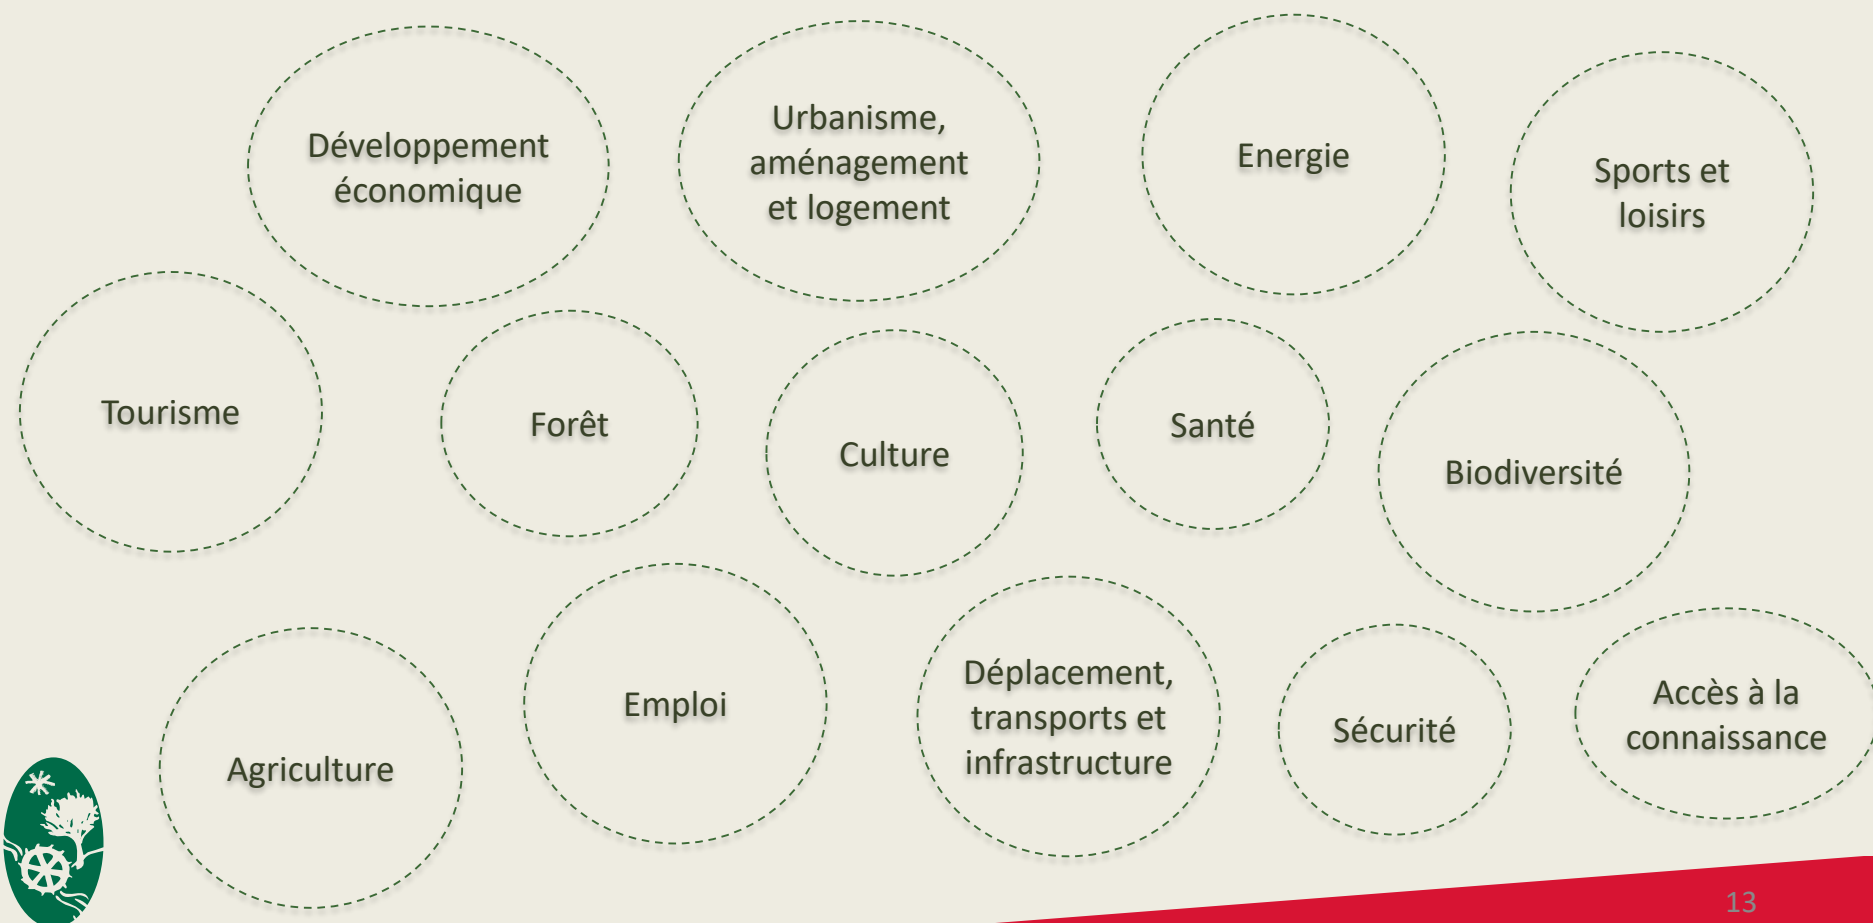 Développement
économique
Urbanisme,
aménagement
et logement
Energie
Sports et
loisirs
Tourisme
Forêt
Culture
Santé
Biodiversité
Agriculture
Emploi
Déplacement,
transports et
infrastructure
Sécurité
Accès à la
connaissance
13